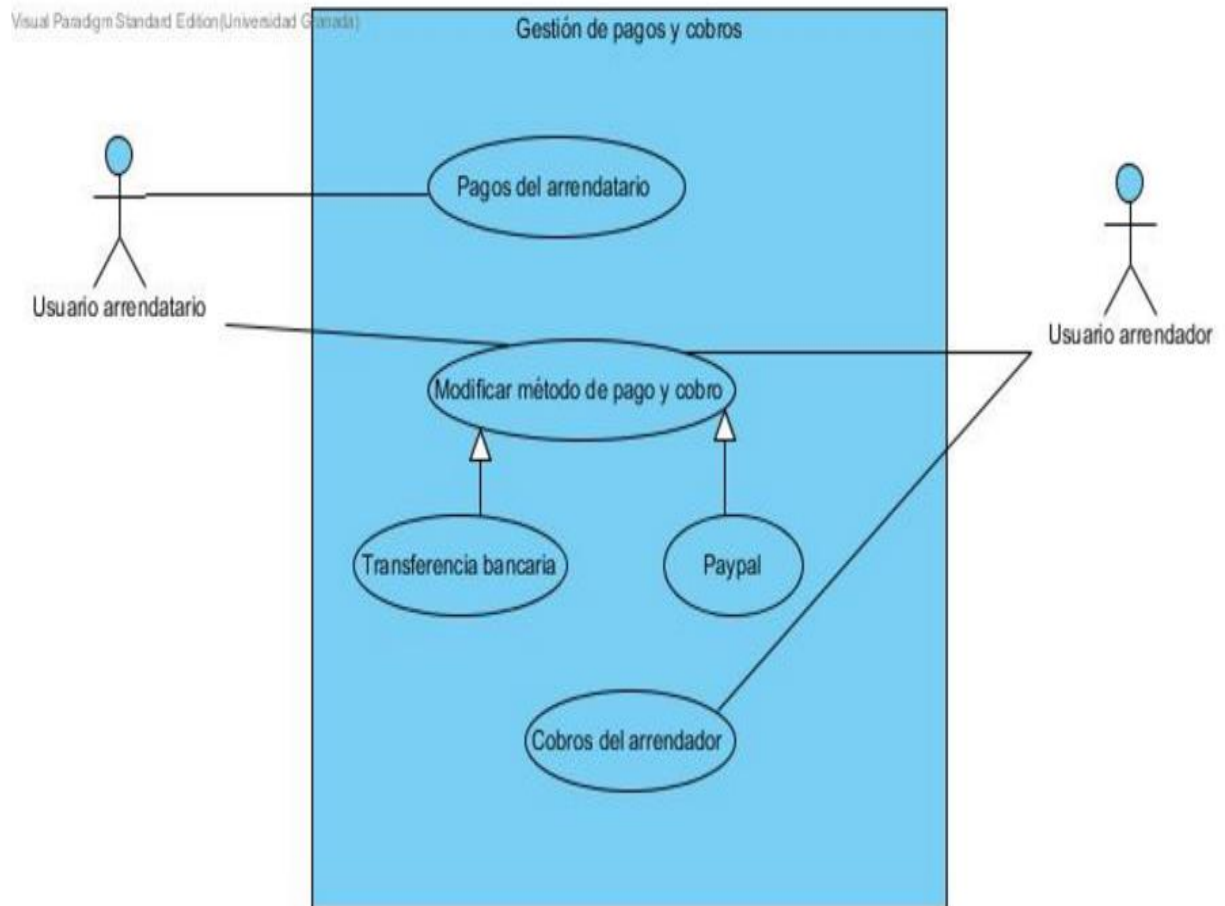 Visual Paradigm Standard Edition(Universidad Granada)
Gestión de pagos y cobros
Pagos del arrendatario
Usuario arrendatario
Usuario arrendador
Modificar método de pago y cobro
Transferencia bancaria
Paypal
Cobros del arrendador